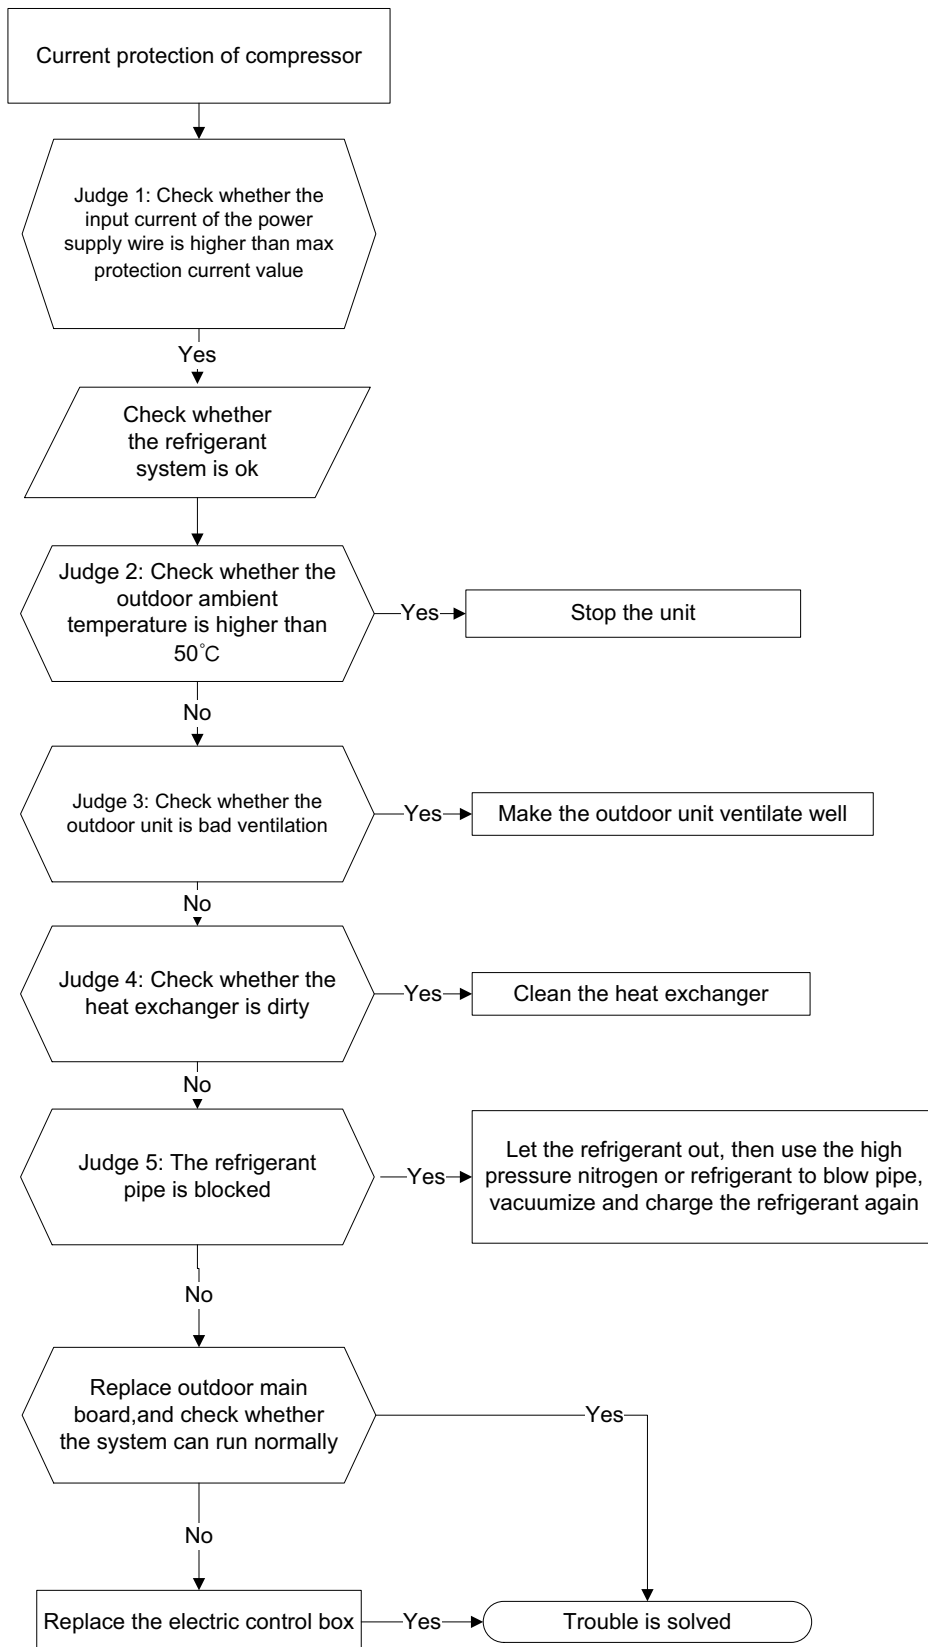 Current protection of compressor
Judge 1: Check whether the
input current of the power
supply wire is higher than max
protection current value
Yes
Check whether
the refrigerant
system is ok
Judge 2: Check whether the
outdoor ambient
temperature is higher than
50℃
Yes
Stop the unit
No
Judge 3: Check whether the
outdoor unit is bad ventilation
Yes
Make the outdoor unit ventilate well
No
Judge 4: Check whether the
heat exchanger is dirty
Yes
Clean the heat exchanger
No
Judge 5: The refrigerant
pipe is blocked
Yes
Let the refrigerant out, then use the high
pressure nitrogen or refrigerant to blow pipe,
vacuumize and charge the refrigerant again
No
Replace outdoor main
board,and check whether
the system can run normally
Yes
No
Replace the electric control box
Yes
Trouble is solved